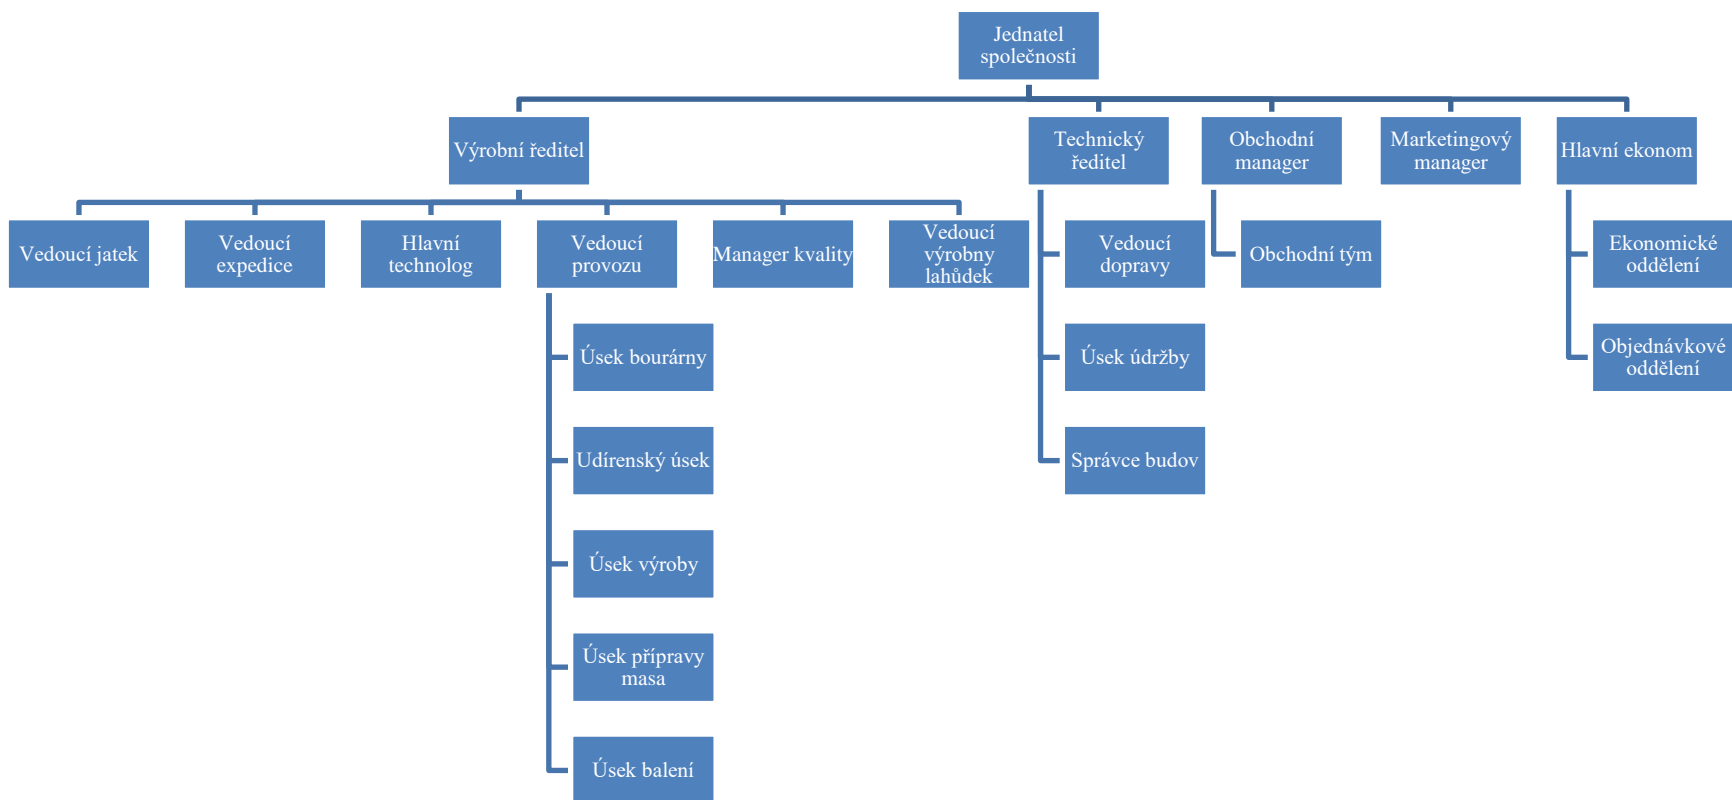 Jednatel
společnosti
Výrobní ředitel
Technický
ředitel
Obchodní
manager
Marketingový
manager
Hlavní ekonom
Vedoucí jatek
Vedoucí
expedice
Hlavní
technolog
Vedoucí
provozu
Manager kvality
Vedoucí
výrobny
lahůdek
Vedoucí
dopravy
Obchodní tým
Ekonomické
oddělení
Úsek bourárny
Úsek údržby
Objednávkové
oddělení
Udírenský úsek
Správce budov
Úsek výroby
Úsek přípravy
masa
Úsek balení